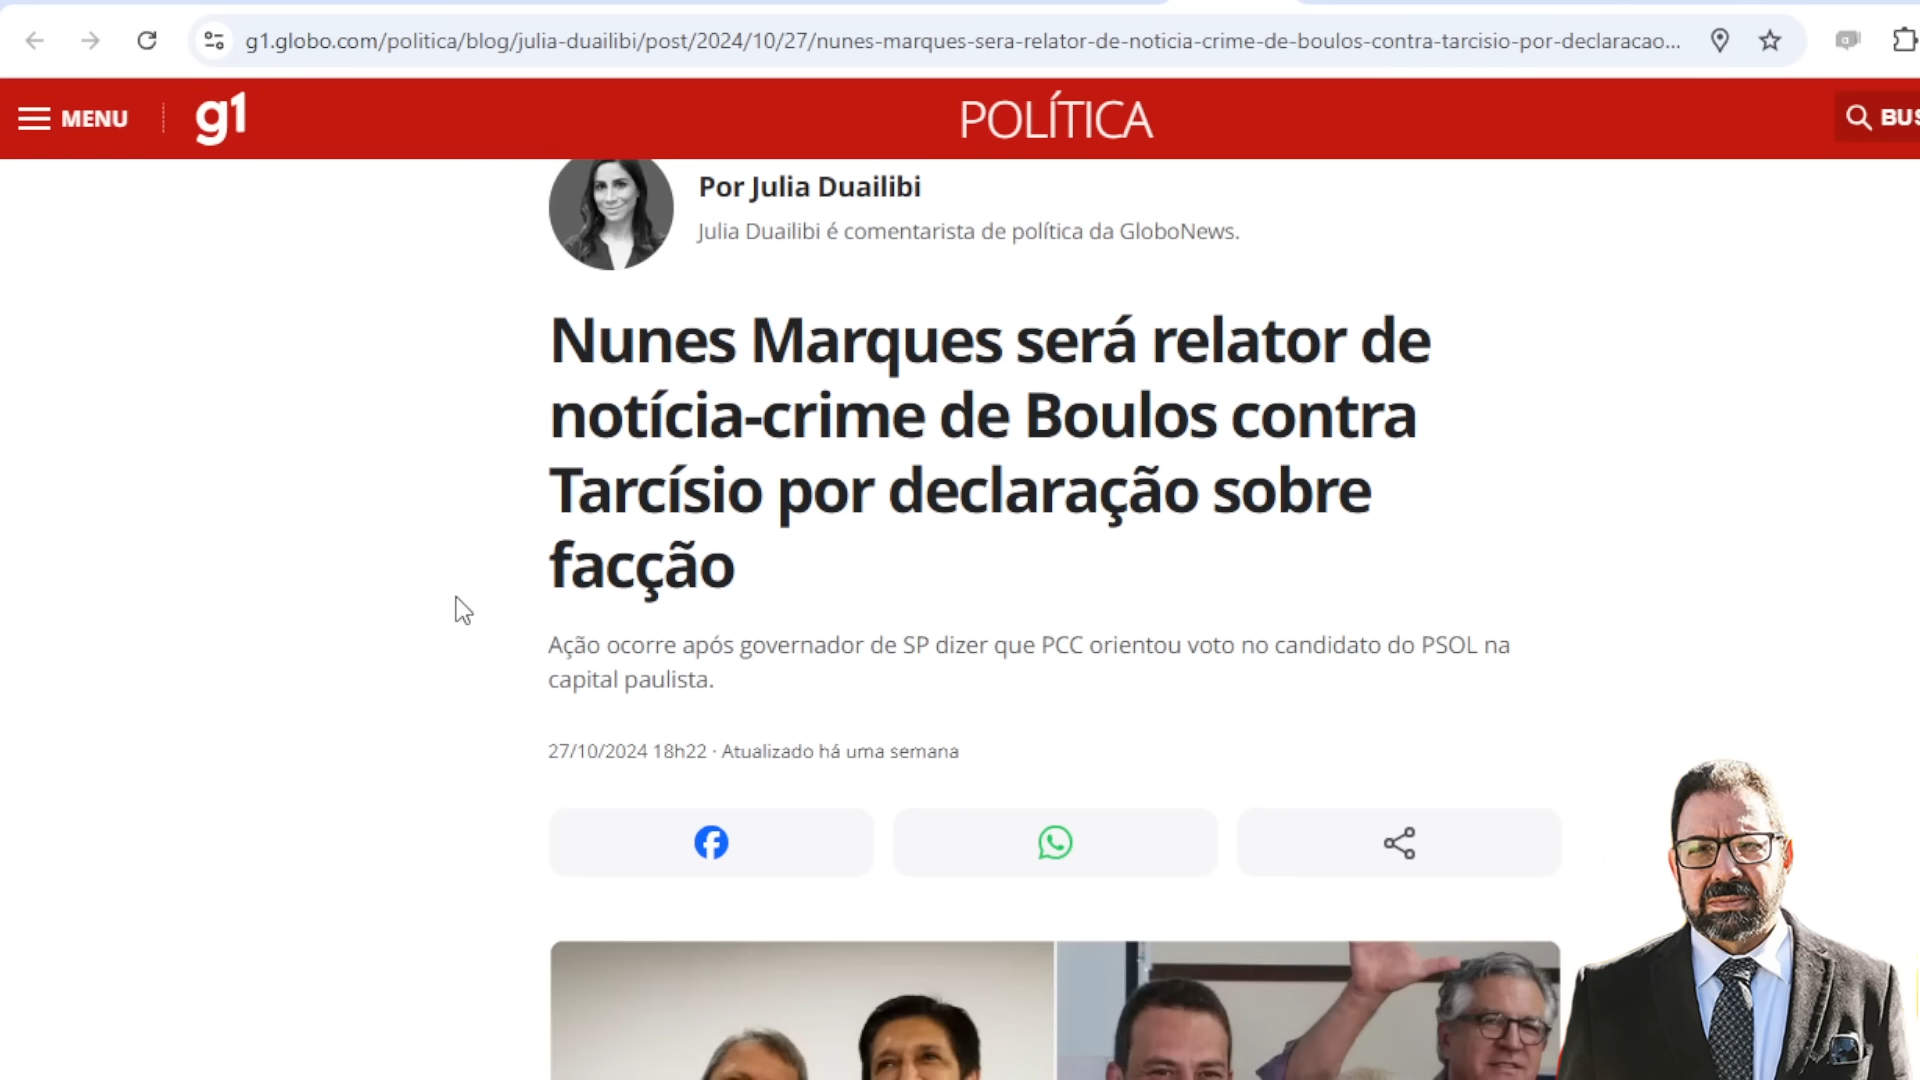 g1.globo.com/politica/blog/julia-duailibi/post/2024/10/27/nunes-marques-sera-relator-de-noticia-crime-de-boulos-contra-tarcisio-por-declaracao...
MENU
g1
POLÍTICA
BUS
Por Julia Duailibi
Julia Duailibi é comentarista de política da GloboNews.
Nunes Marques será relator de
notícia-crime de Boulos contra
Tarcísio por declaração sobre
facção
Ação ocorre após governador de SP dizer que PCC orientou voto no candidato do PSOL na
capital paulista.
27/10/2024 18h22 · Atualizado há uma semana